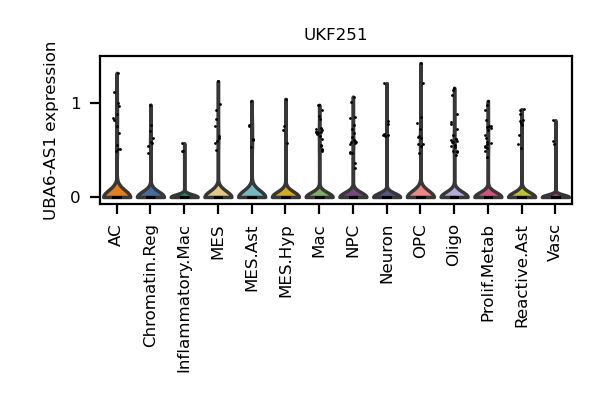 UKF251
UBA6-AS1 expression
1
0
AC
Chromatin.Reg
Inflammatory.Mac
MES
MES.Ast
MES.Hyp
Mac
NPC
Neuron
OPC
Oligo
Prolif.Metab
Reactive.Ast
Vasc